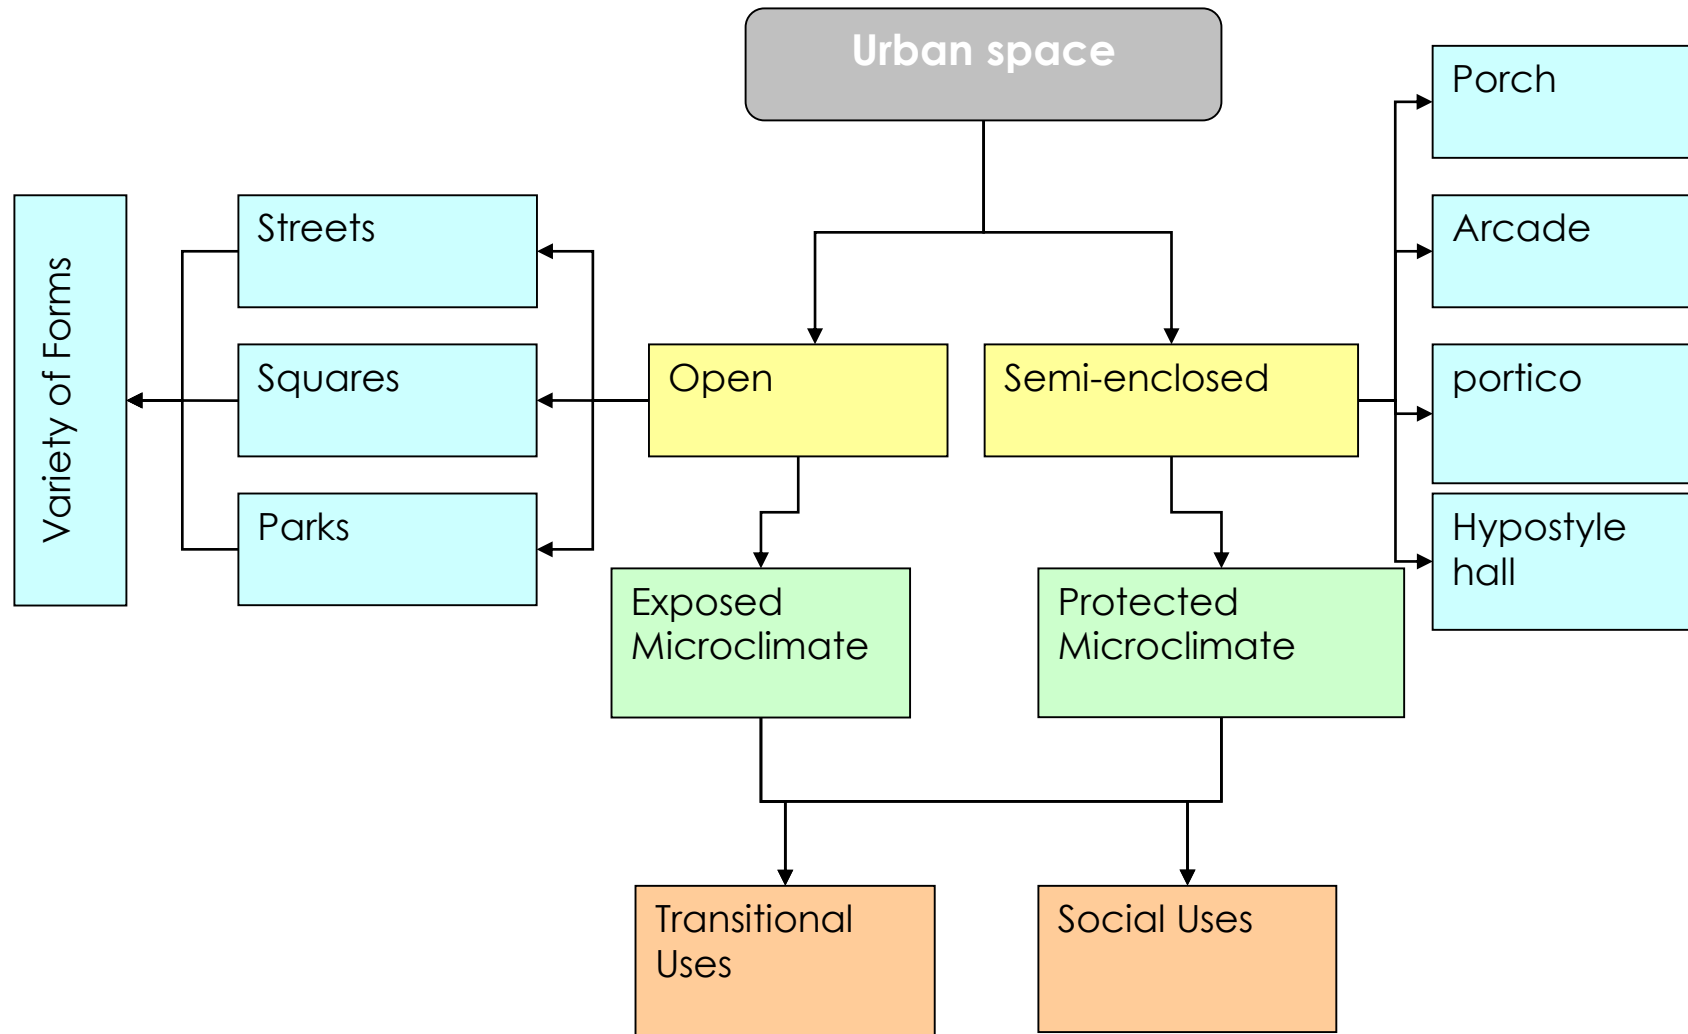 Urban space
Porch
Streets
Arcade
Variety of Forms
Squares
Open
Semi-enclosed
portico
Parks
Hypostyle
hall
Exposed
Microclimate
Protected
Microclimate
Transitional
Uses
Social Uses